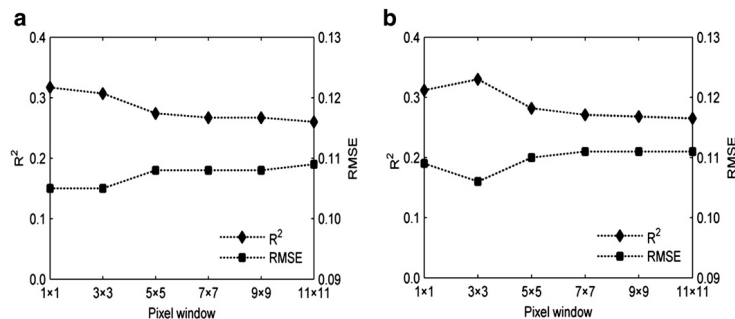 a
0.4
0.3
0.2
0.1
0.0
R²
0.13
0.12
0.11
0.10
0.09
RMSE
R²
RMSE
1×1 3×3 5×5 7×7 9×9 11×11
Pixel window
b
0.4
0.3
0.2
0.1
0.0
R²
0.13
0.12
0.11
0.10
0.09
RMSE
R²
RMSE
1×1 3×3 5×5 7×7 9×9 11×11
Pixel window